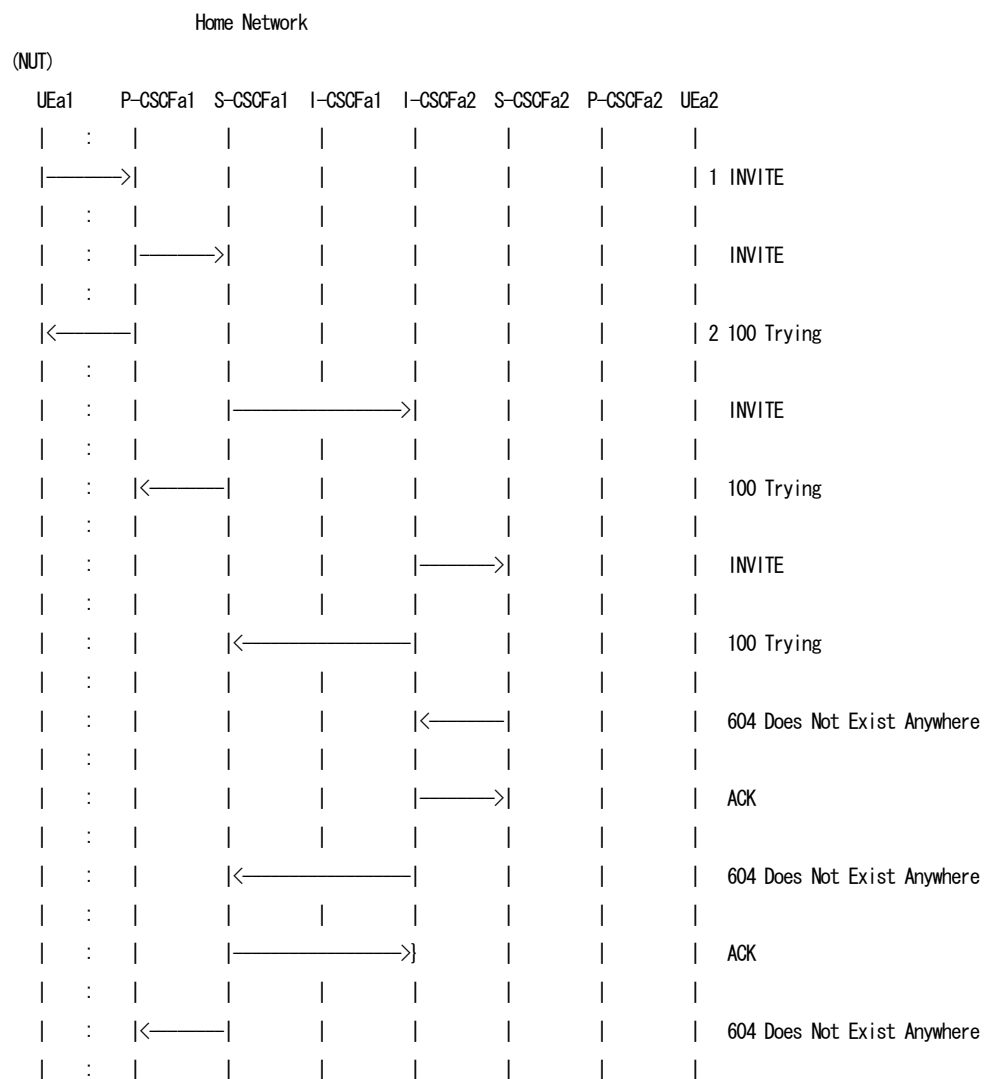 Home Network
(NUT)
UEa1 P-CSCFa1 S-CSCFa1 I-CSCFa1 I-CSCFa2 S-CSCFa2 P-CSCFa2 UEa2
1 INVITE
INVITE
2 100 Trying
INVITE
100 Trying
INVITE
100 Trying
604 Does Not Exist Anywhere
ACK
604 Does Not Exist Anywhere
ACK
604 Does Not Exist Anywhere